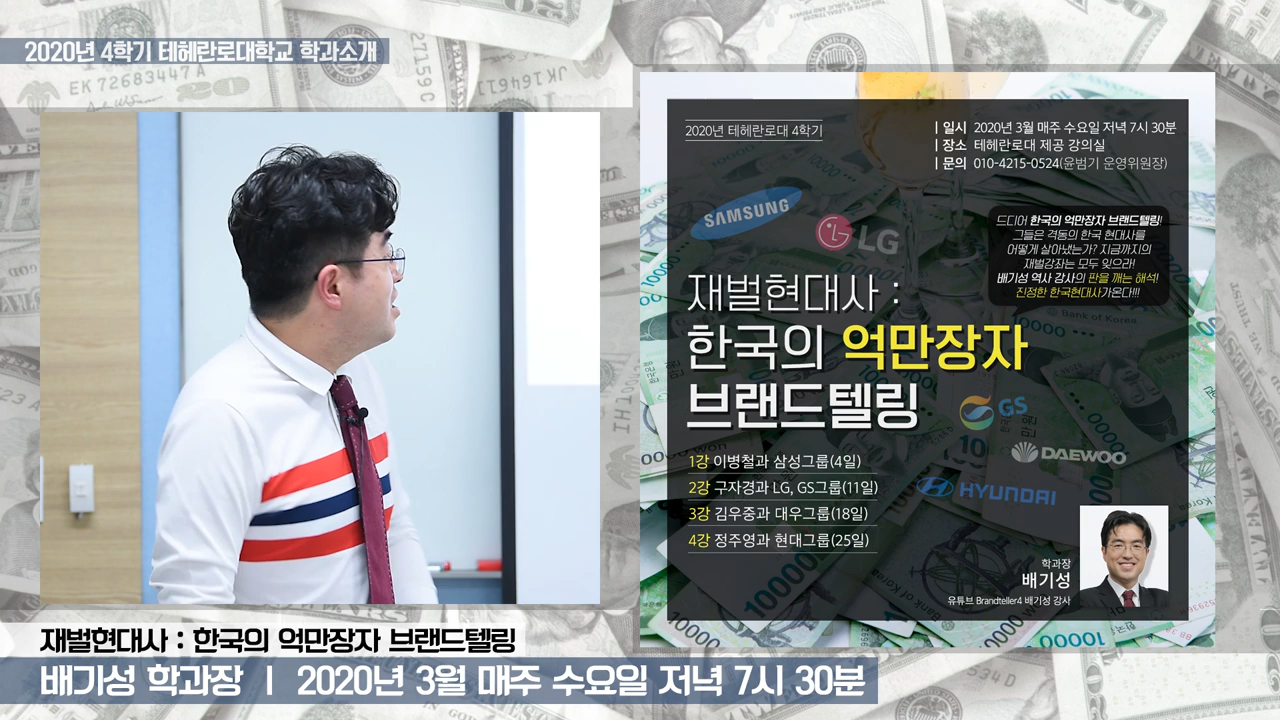 2020년 4학기 테헤란로대학교 학과소개
EK 72683447 A
2020년 테헤란로대 4학기
| 일시 2020년 3월 매주 수요일 저녁 7시 30분
| 장소 테헤란로대 제공 강의실
| 문의 010-4215-0524(윤범기 운영위원장)
SAMSUNG
LG
드디어 한국의 억만장자 브랜드텔링!
그들은 격동의 한국 현대사를
어떻게 살아냈는가? 지금까지의
재벌강좌는 모두 잊으라!
배기성 역사 강사의 판을 깨는 해석!
진정한 한국현대사가온다!!!
Bank of Korea
재벌현대사 :
한국의 억만장자
브랜드텔링
GS
DAEWOO
HYUNDAI
1강 이병철과 삼성그룹(4일)
2강 구자경과 LG, GS그룹(11일)
3강 김우중과 대우그룹(18일)
4강 정주영과 현대그룹(25일)
학과장
배기성
유튜브 Brandteller4 배기성 강사
재벌현대사 : 한국의 억만장자 브랜드텔링
배기성 학과장 | 2020년 3월 매주 수요일 저녁 7시 30분